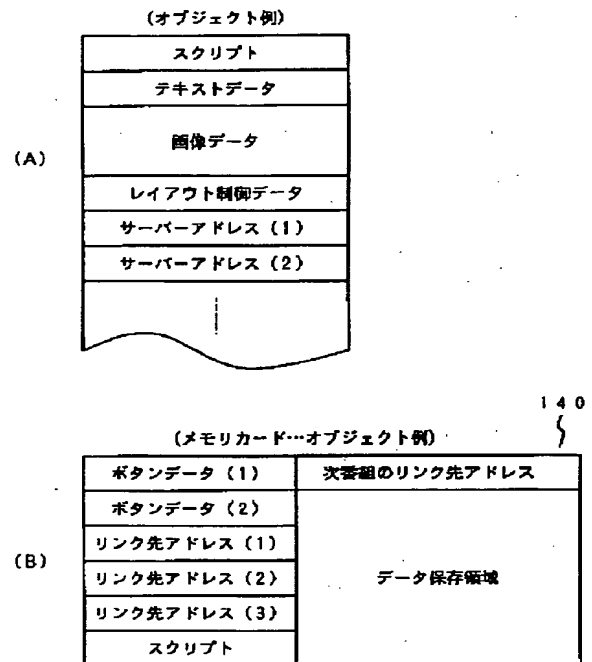 (オブジェクト例)
スクリプト
テキストデータ
画像データ
(A)
レイアウト制御データ
サーバーアドレス(1)
サーバーアドレス(2)
140
(メモリカード…オブジェクト例)
ボタンデータ(1)
次番組のリンク先アドレス
ボタンデータ(2)
リンク先アドレス(1)
(B)
リンク先アドレス(2)
データ保存領域
リンク先アドレス(3)
スクリプト